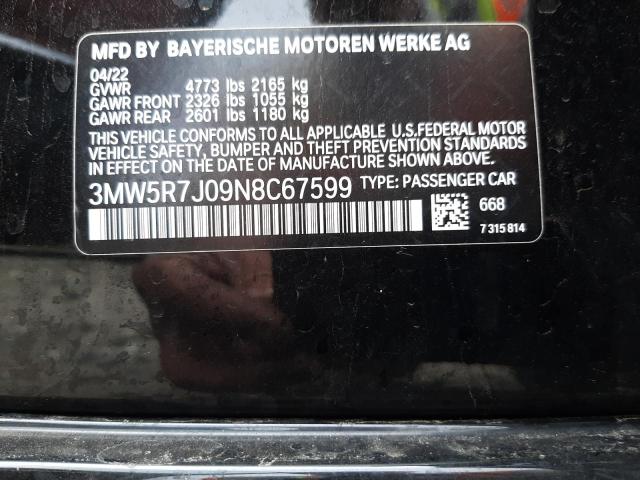 MFD BY BAYERISCHE MOTOREN WERKE AG
04/22
GVWR 4773 lbs 2165 kg
GAWR FRONT 2326 lbs 1055 kg
GAWR REAR 2601 lbs 1180 kg
THIS VEHICLE CONFORMS TO ALL APPLICABLE U.S.FEDERAL MOTOR
VEHICLE SAFETY, BUMPER AND THEFT PREVENTION STANDARDS
IN EFFECT ON THE DATE OF MANUFACTURE SHOWN ABOVE.
3MW5R7J09N8C67599 TYPE: PASSENGER CAR
668
7 315 814